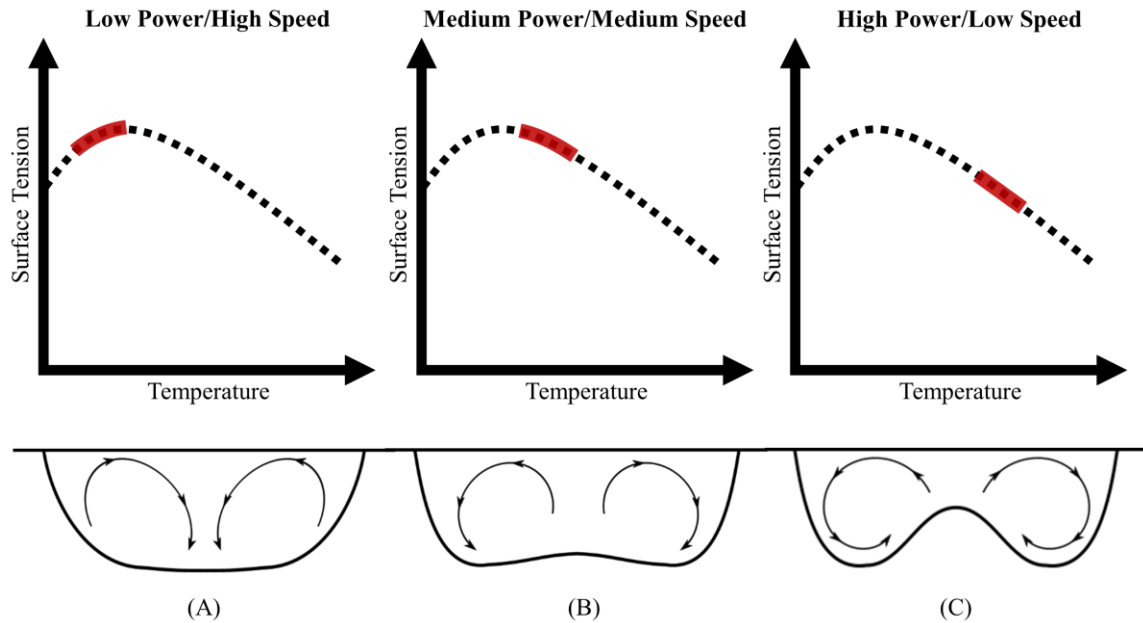 Low Power/High Speed
Medium Power/Medium Speed
High Power/Low Speed
Surface Tension
Surface Tension
Surface Tension
Temperature
Temperature
Temperature
(A)
(B)
(C)